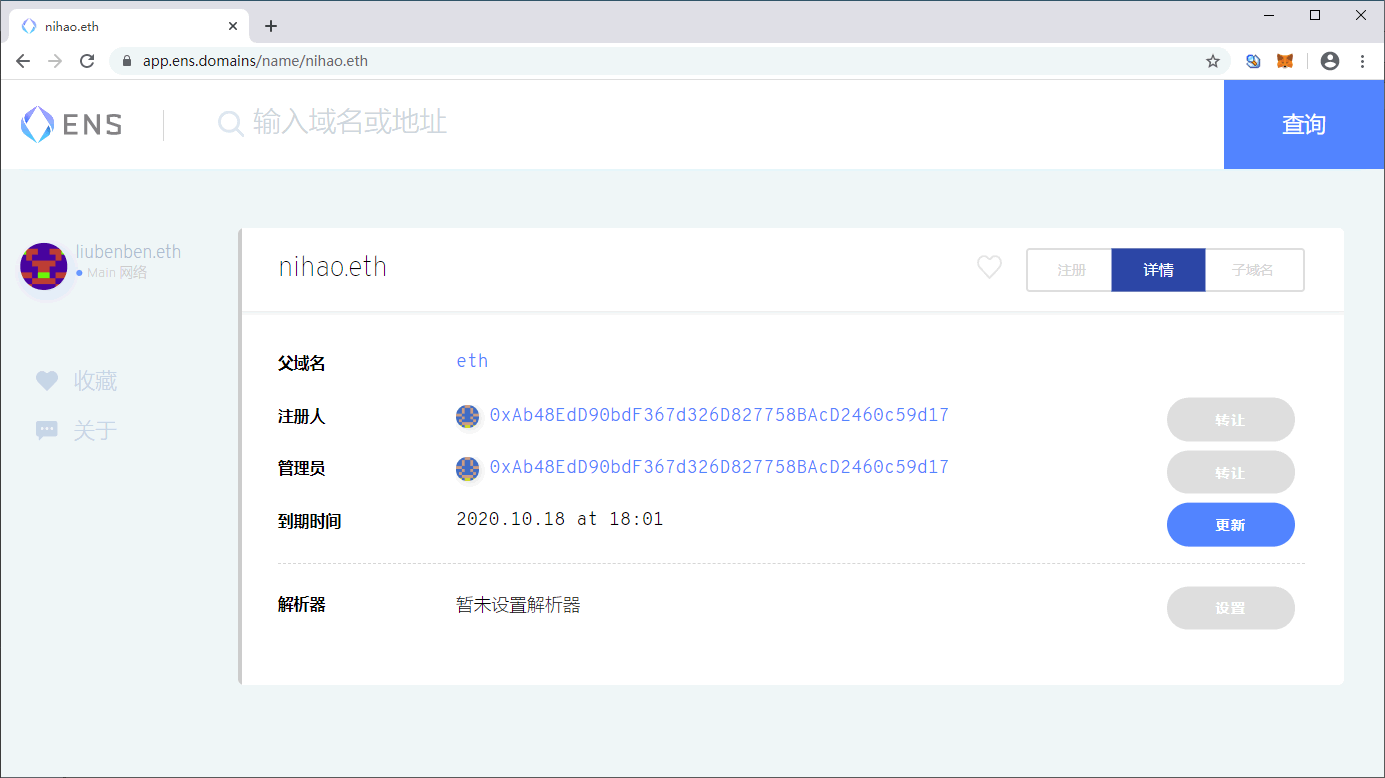 nihao.eth
app.ens.domains/name/nihao.eth
ENS
输入域名或地址
查询
liubenben.eth
Main 网络
收藏
关于
nihao.eth
注册
详情
子域名
父域名
eth
注册人
0xAb48EdD90bdF367d326D827758BAcD2460c59d17
转让
管理员
0xAb48EdD90bdF367d326D827758BAcD2460c59d17
转让
到期时间
2020.10.18 at 18:01
更新
解析器
暂未设置解析器
设置